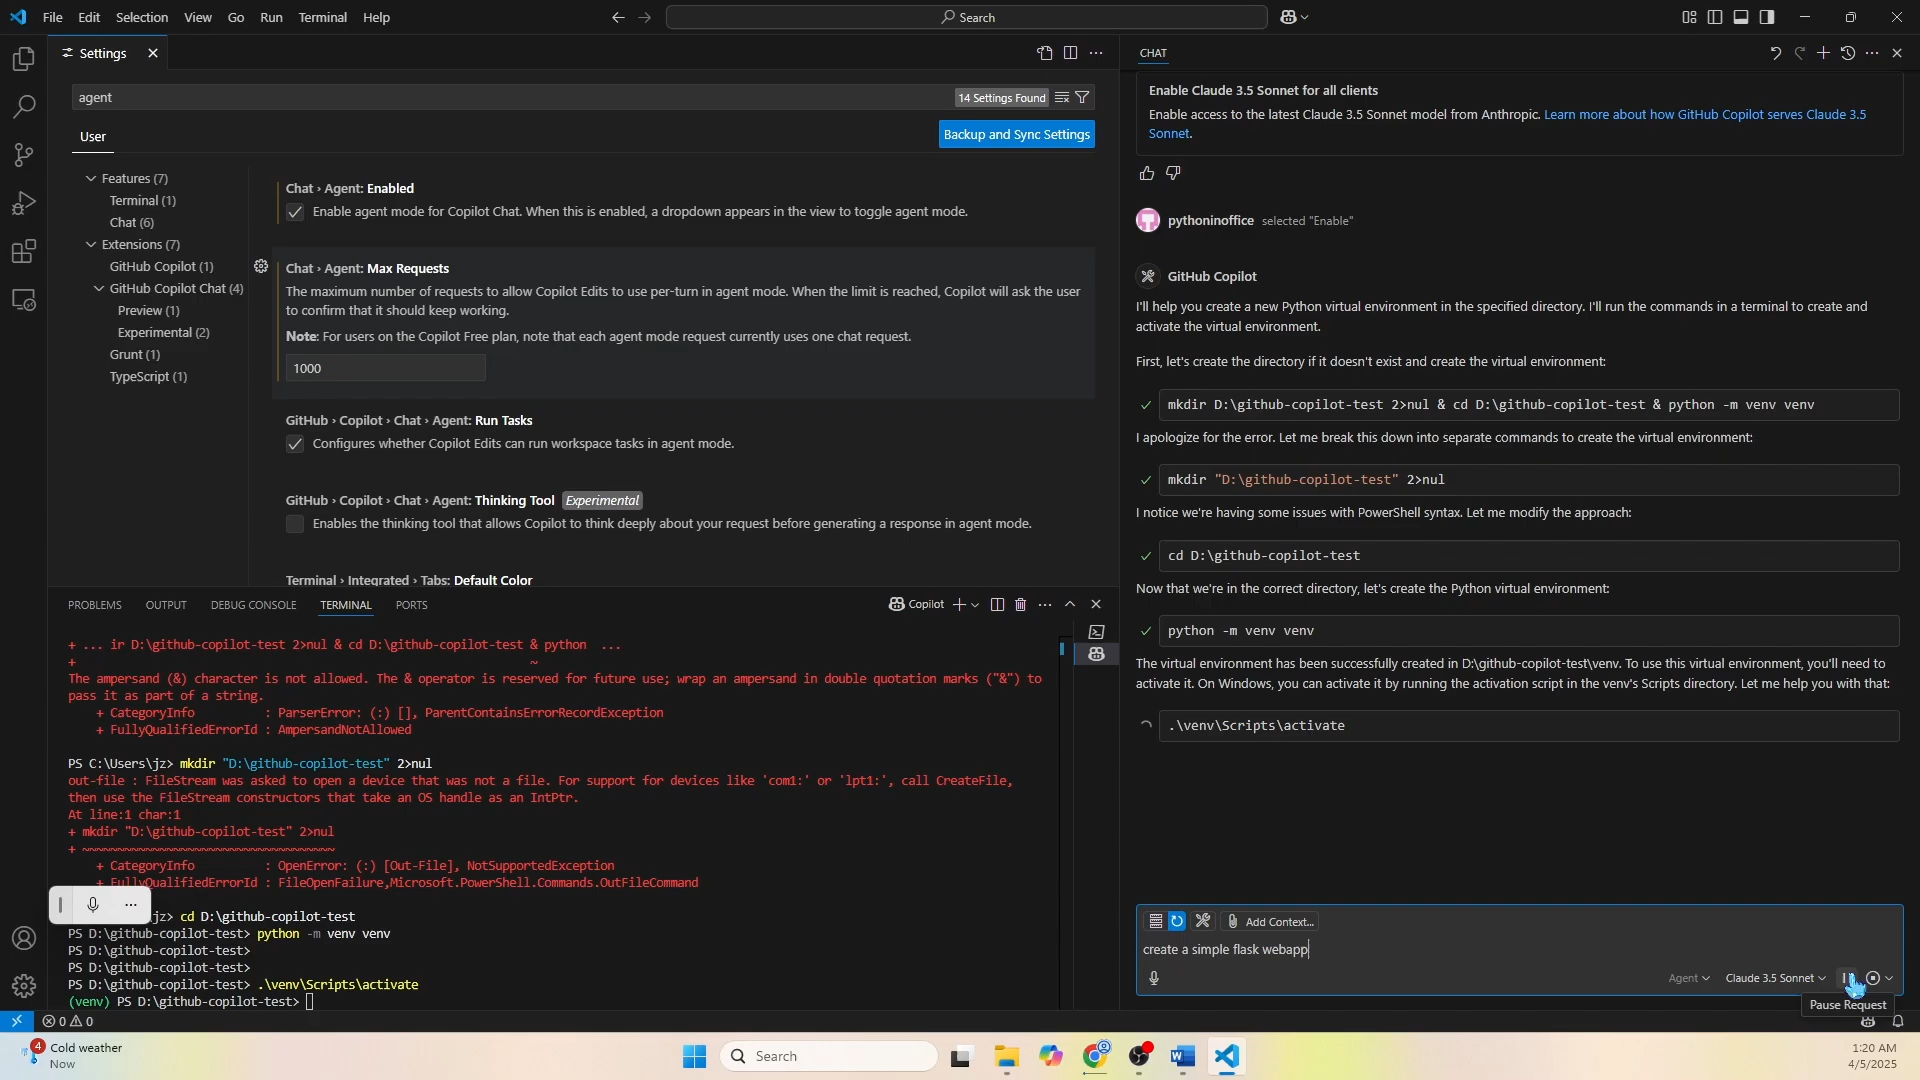 File Edit Selection View Go Run Terminal Help
Search
Settings
agent
14 Settings Found
User
Backup and Sync Settings
Features (7)
Terminal (1)
Chat (6)
Extensions (7)
GitHub Copilot (1)
GitHub Copilot Chat (4)
Preview (1)
Experimental (2)
Grunt (1)
TypeScript (1)
Chat › Agent: Enabled
Enable agent mode for Copilot Chat. When this is enabled, a dropdown appears in the view to toggle agent mode.
Chat › Agent: Max Requests
The maximum number of requests to allow Copilot Edits to use per-turn in agent mode. When the limit is reached, Copilot will ask the user
to confirm that it should keep working.
Note: For users on the Copilot Free plan, note that each agent mode request currently uses one chat request.
1000
GitHub › Copilot › Chat › Agent: Run Tasks
Configures whether Copilot Edits can run workspace tasks in agent mode.
GitHub › Copilot › Chat › Agent: Thinking Tool Experimental
Enables the thinking tool that allows Copilot to think deeply about your request before generating a response in agent mode.
Terminal › Integrated › Tabs: Default Color
PROBLEMS OUTPUT DEBUG CONSOLE TERMINAL PORTS
Copilot
+ ... ir D:\github-copilot-test 2>nul & cd D:\github-copilot-test & python ...
+ ~
The ampersand (&) character is not allowed. The & operator is reserved for future use; wrap an ampersand in double quotation marks ("&") to
pass it as part of a string.
+ CategoryInfo : ParserError: (:) [], ParentContainsErrorRecordException
+ FullyQualifiedErrorId : AmpersandNotAllowed
PS C:\Users\jz> mkdir "D:\github-copilot-test" 2>nul
out-file : FileStream was asked to open a device that was not a file. For support for devices like 'com1:' or 'lpt1:', call CreateFile,
then use the FileStream constructors that take an OS handle as an IntPtr.
At line:1 char:1
+ mkdir "D:\github-copilot-test" 2>nul
+ ~~~~~~~~~~~~~~~~~~~~~~~~~~~~~~~~~~~~
+ CategoryInfo : OpenError: (:) [Out-File], NotSupportedException
+ FullyQualifiedErrorId : FileOpenFailure,Microsoft.PowerShell.Commands.OutFileCommand
jz> cd D:\github-copilot-test
PS D:\github-copilot-test> python -m venv venv
PS D:\github-copilot-test>
PS D:\github-copilot-test>
PS D:\github-copilot-test> .\venv\Scripts\activate
(venv) PS D:\github-copilot-test>
CHAT
Enable Claude 3.5 Sonnet for all clients
Enable access to the latest Claude 3.5 Sonnet model from Anthropic. Learn more about how GitHub Copilot serves Claude 3.5
Sonnet.
pythoninoffice selected "Enable"
GitHub Copilot
I'll help you create a new Python virtual environment in the specified directory. I'll run the commands in a terminal to create and
activate the virtual environment.
First, let's create the directory if it doesn't exist and create the virtual environment:
mkdir D:\github-copilot-test 2>nul & cd D:\github-copilot-test & python -m venv venv
I apologize for the error. Let me break this down into separate commands to create the virtual environment:
mkdir "D:\github-copilot-test" 2>nul
I notice we're having some issues with PowerShell syntax. Let me modify the approach:
cd D:\github-copilot-test
Now that we're in the correct directory, let's create the Python virtual environment:
python -m venv venv
The virtual environment has been successfully created in D:\github-copilot-test\venv. To use this virtual environment, you'll need to
activate it. On Windows, you can activate it by running the activation script in the venv's Scripts directory. Let me help you with that:
.\venv\Scripts\activate
Add Context...
create a simple flask webapp
Agent Claude 3.5 Sonnet
Pause Request
0 0
4
Cold weather
Now
Search
1:20 AM
4/5/2025